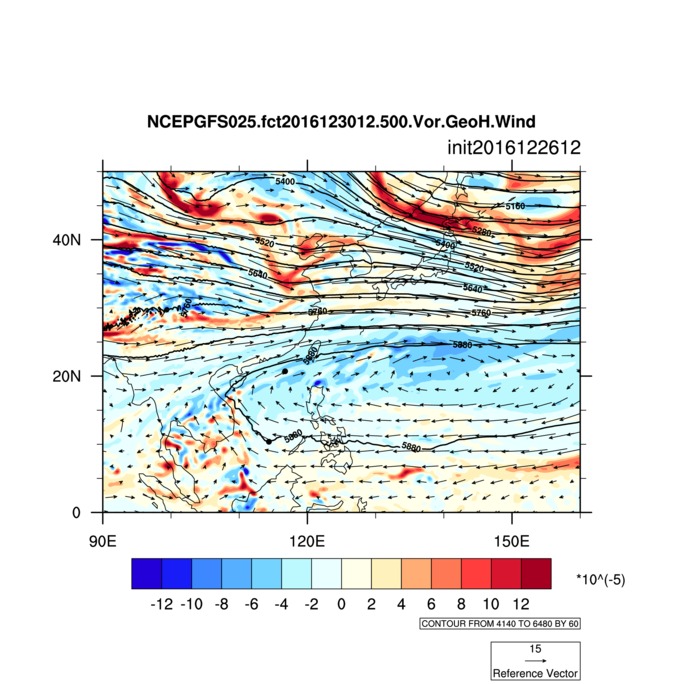 NCEPGFS025.fct2016123012.500.Vor.GeoH.Wind
init2016122612
5400
5160
5280
5400
5520
5520
5640
5640
5760
5760
5760
5880
5880
5880
5880
40N
20N
0
90E 120E 150E
-12 -10 -8 -6 -4 -2 0 2 4 6 8 10 12
*10^(-5)
CONTOUR FROM 4140 TO 6480 BY 60
15
Reference Vector